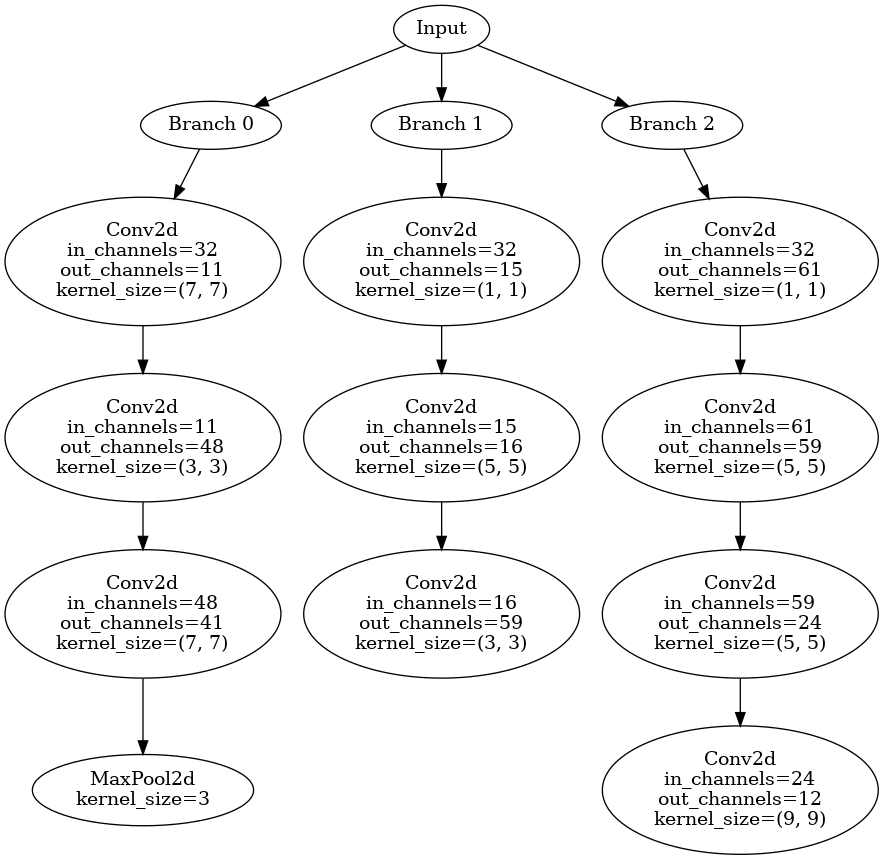 Input
Branch 0
Branch 1
Branch 2
Conv2d
in_channels=32
out_channels=11
kernel_size=(7, 7)
Conv2d
in_channels=32
out_channels=15
kernel_size=(1, 1)
Conv2d
in_channels=32
out_channels=61
kernel_size=(1, 1)
Conv2d
in_channels=11
out_channels=48
kernel_size=(3, 3)
Conv2d
in_channels=15
out_channels=16
kernel_size=(5, 5)
Conv2d
in_channels=61
out_channels=59
kernel_size=(5, 5)
Conv2d
in_channels=48
out_channels=41
kernel_size=(7, 7)
Conv2d
in_channels=16
out_channels=59
kernel_size=(3, 3)
Conv2d
in_channels=59
out_channels=24
kernel_size=(5, 5)
MaxPool2d
kernel_size=3
Conv2d
in_channels=24
out_channels=12
kernel_size=(9, 9)